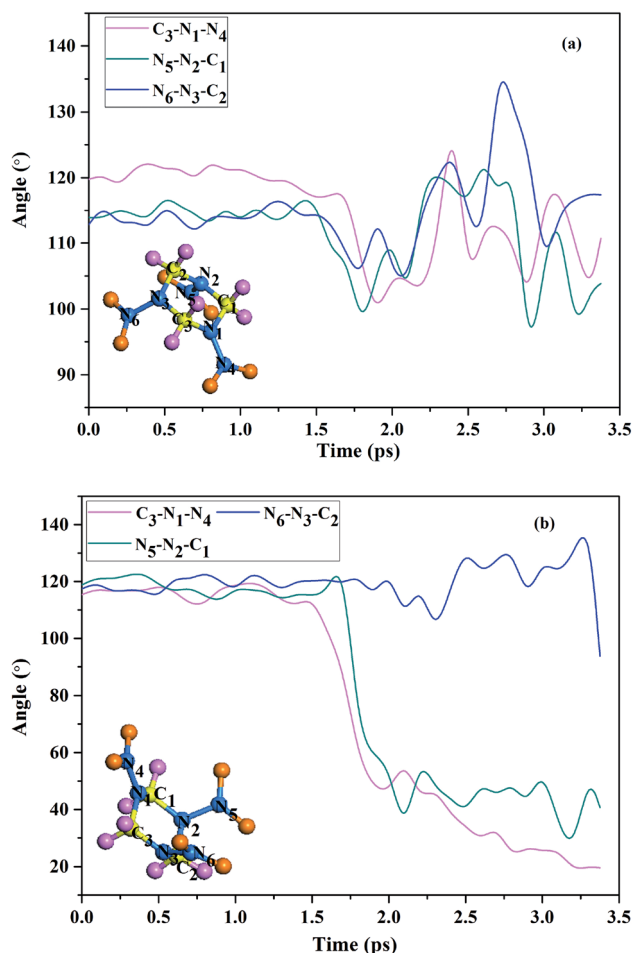 (a)
C3-N1-N4
N5-N2-C1
N6-N3-C2
145
140
135
130
120
110
100
90
Angle (°)
C2
N2
N5
N3
C1
N6
C3
N1
N4
0.0 0.5 1.0 1.5 2.0 2.5 3.0 3.5
Time (ps)
(b)
C3-N1-N4 N6-N3-C2
N5-N2-C1
140
120
100
80
60
40
20
Angle (°)
N4
N1 C1
N5
N2
C3
N3 N6
C2
0.0 0.5 1.0 1.5 2.0 2.5 3.0 3.5
Time (ps)